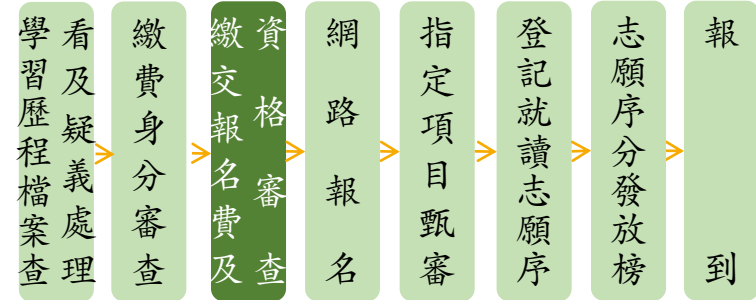 學習歷程檔案查
看及疑義處理
繳費身分審查
繳交報名費及
資格審查
網路報名
指定項目甄審
登記就讀志願序
志願序分發放榜
報到